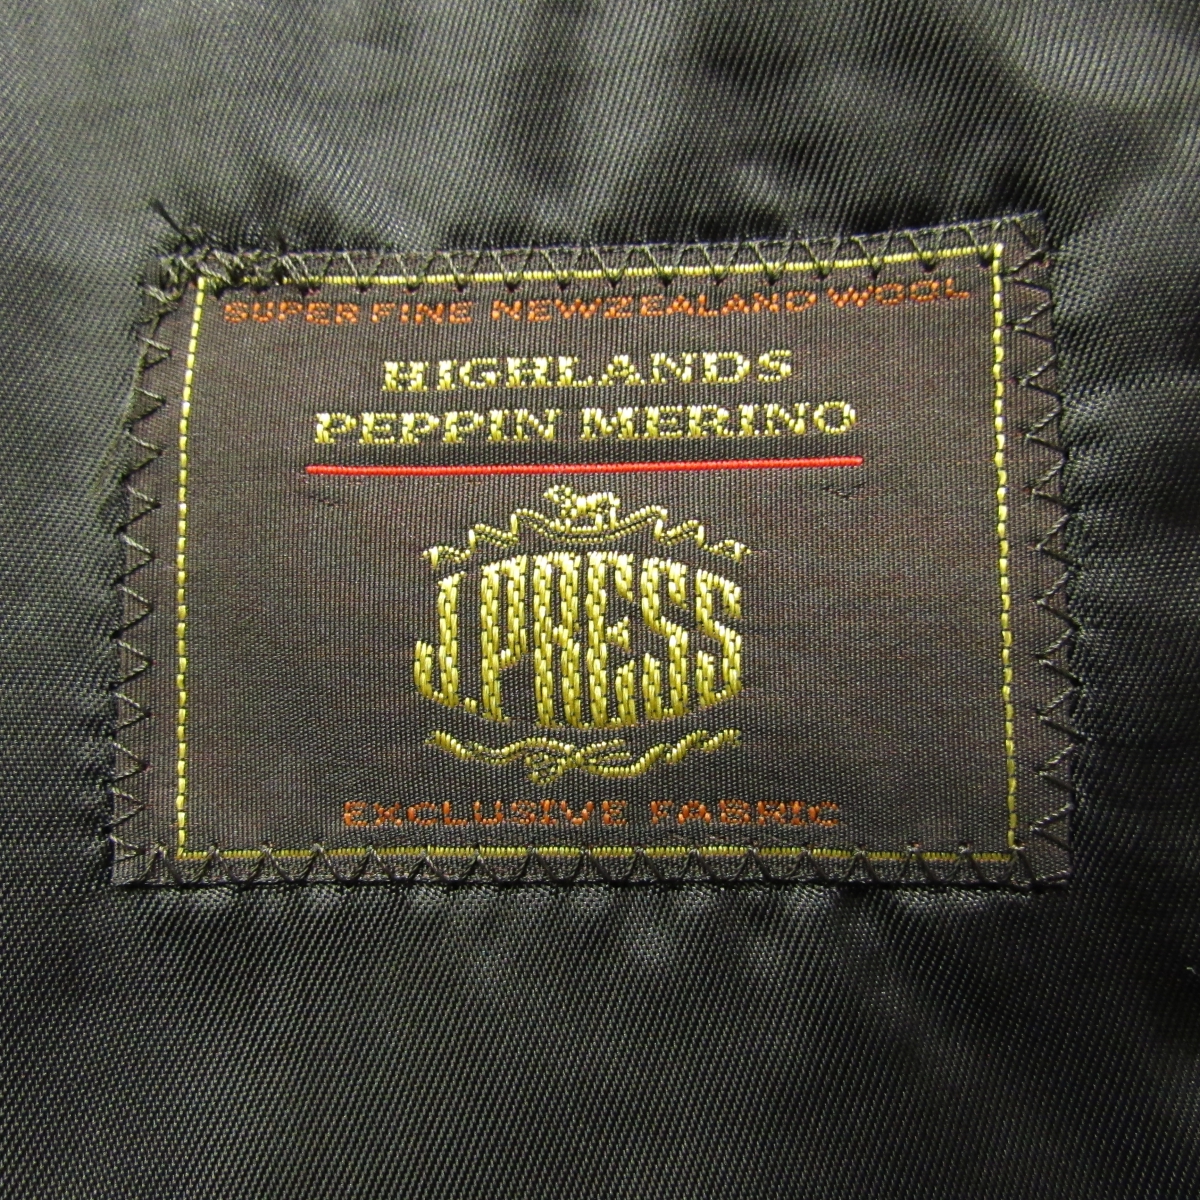 SUPER FINE NEWZEALAND WOOL
HIGHLANDS
PEPPIN MERINO
J.PRESS
EXCLUSIVE FABRIC